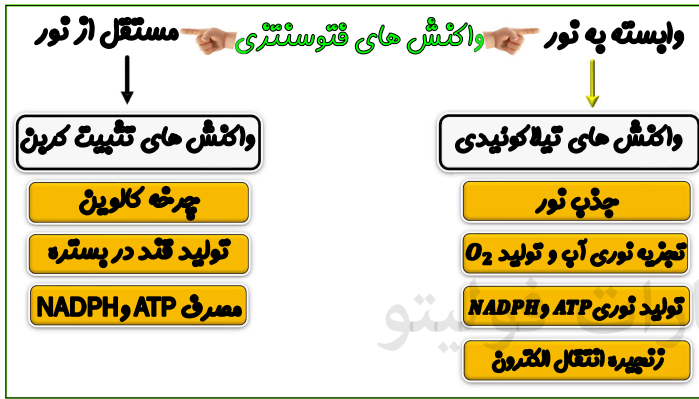 واکنش های فتوسنتزی
وابسته به نور
واکنش های تیلاکوئیدی
جذب نور
تجزیه نوری آب و تولید O₂
تولید نوری ATP و NADPH
زنجیره انتقال الکترون
مستقل از نور
واکنش های تثبیت کربن
چرخه کالوین
تولید قند در بستره
مصرف ATP و NADPH